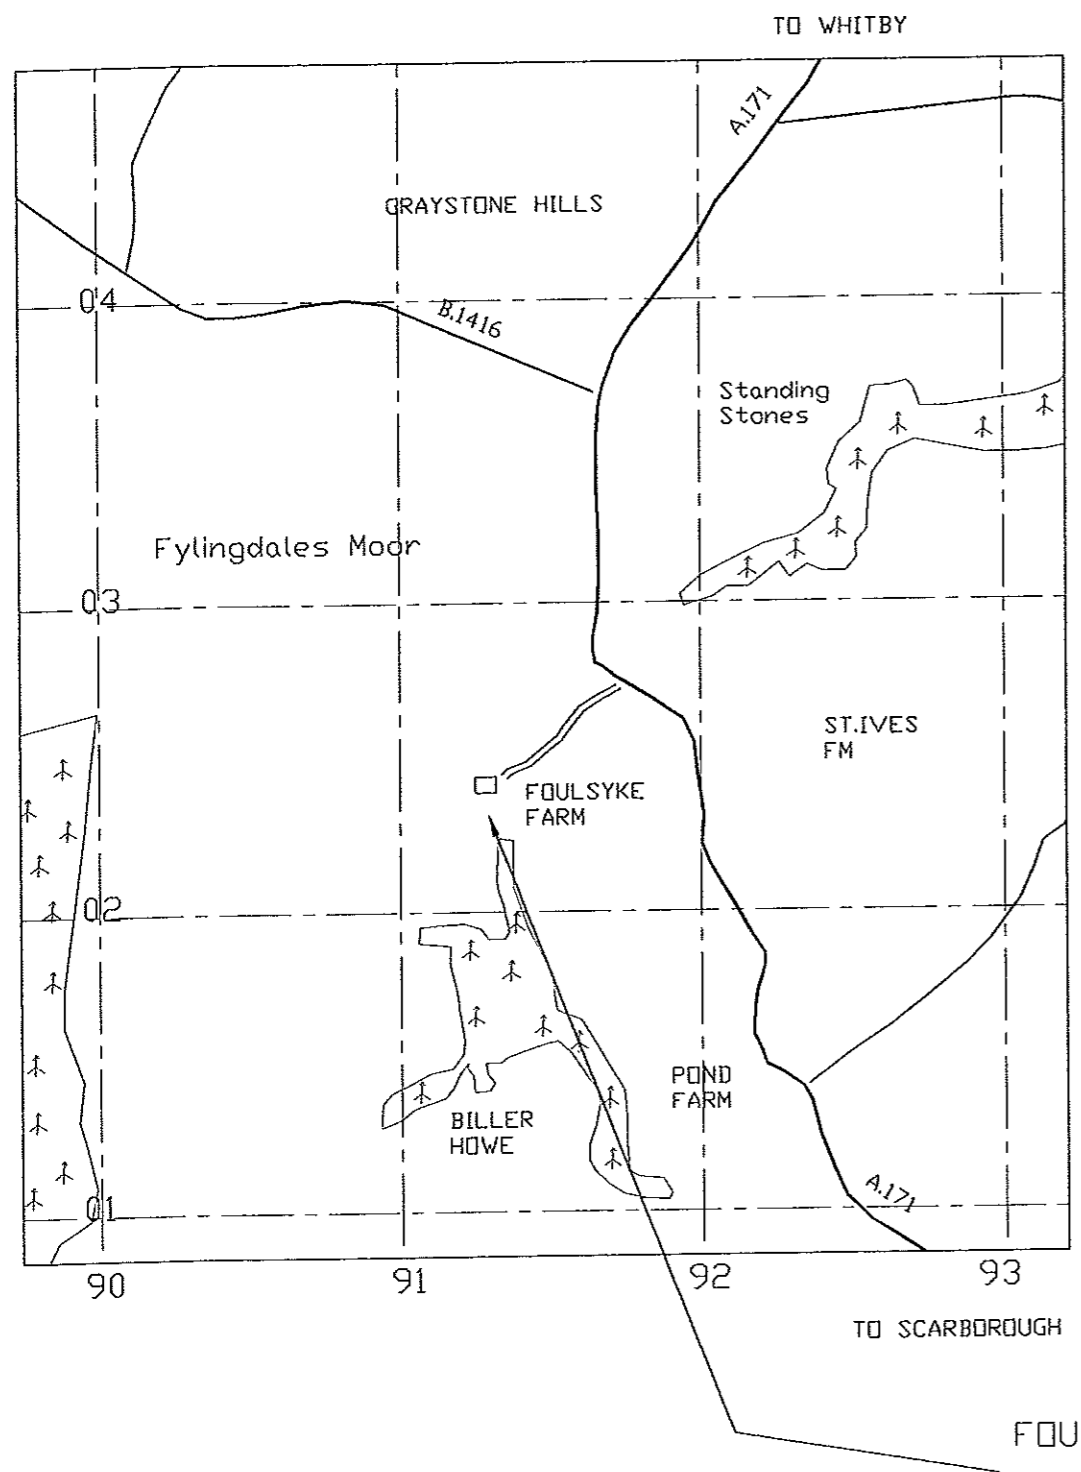 TO WHITBY
A.171
GRAYSTONE HILLS
04
B.1416
Standing
Stones
Fylingdales Moor
03
ST.IVES
FM
FOULSYKE
FARM
02
POND
FARM
BILLER
HOWE
A.171
01
90
91
92
93
TO SCARBOROUGH
FOU